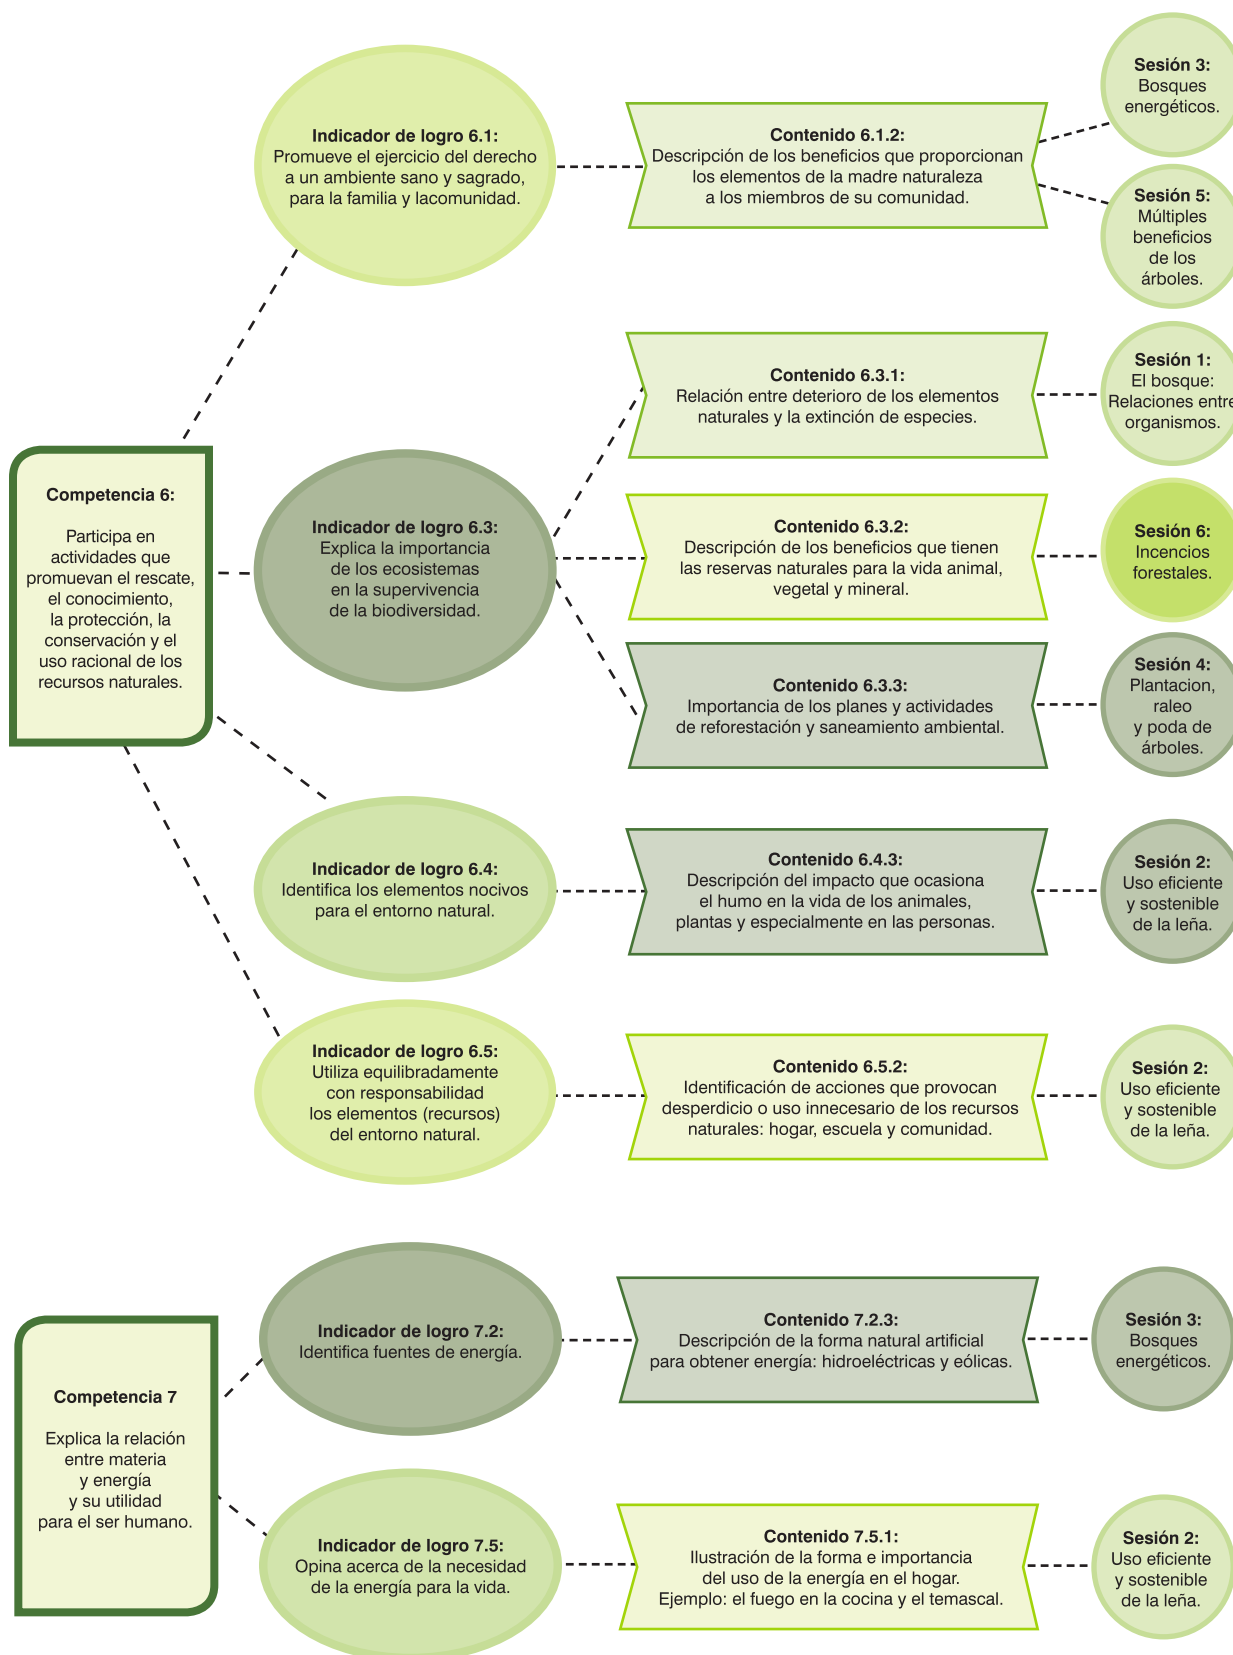 Competencia 6:
Participa en
actividades que
promuevan el rescate,
el conocimiento,
la protección, la
conservación y el
uso racional de los
recursos naturales.
Indicador de logro 6.1:
Promueve el ejercicio del derecho
a un ambiente sano y sagrado,
para la familia y lacomunidad.
Contenido 6.1.2:
Descripción de los beneficios que proporcionan
los elementos de la madre naturaleza
a los miembros de su comunidad.
Sesión 3:
Bosques
energéticos.
Sesión 5:
Múltiples
beneficios
de los
árboles.
Indicador de logro 6.3:
Explica la importancia
de los ecosistemas
en la supervivencia
de la biodiversidad.
Contenido 6.3.1:
Relación entre deterioro de los elementos
naturales y la extinción de especies.
Sesión 1:
El bosque:
Relaciones entre
organismos.
Contenido 6.3.2:
Descripción de los beneficios que tienen
las reservas naturales para la vida animal,
vegetal y mineral.
Sesión 6:
Incencios
forestales.
Contenido 6.3.3:
Importancia de los planes y actividades
de reforestación y saneamiento ambiental.
Sesión 4:
Plantacion,
raleo
y poda de
árboles.
Indicador de logro 6.4:
Identifica los elementos nocivos
para el entorno natural.
Contenido 6.4.3:
Descripción del impacto que ocasiona
el humo en la vida de los animales,
plantas y especialmente en las personas.
Sesión 2:
Uso eficiente
y sostenible
de la leña.
Indicador de logro 6.5:
Utiliza equilibradamente
con responsabilidad
los elementos (recursos)
del entorno natural.
Contenido 6.5.2:
Identificación de acciones que provocan
desperdicio o uso innecesario de los recursos
naturales: hogar, escuela y comunidad.
Sesión 2:
Uso eficiente
y sostenible
de la leña.
Competencia 7
Explica la relación
entre materia
y energía
y su utilidad
para el ser humano.
Indicador de logro 7.2:
Identifica fuentes de energía.
Contenido 7.2.3:
Descripción de la forma natural artificial
para obtener energía: hidroeléctricas y eólicas.
Sesión 3:
Bosques
energéticos.
Indicador de logro 7.5:
Opina acerca de la necesidad
de la energía para la vida.
Contenido 7.5.1:
Ilustración de la forma e importancia
del uso de la energía en el hogar.
Ejemplo: el fuego en la cocina y el temascal.
Sesión 2:
Uso eficiente
y sostenible
de la leña.